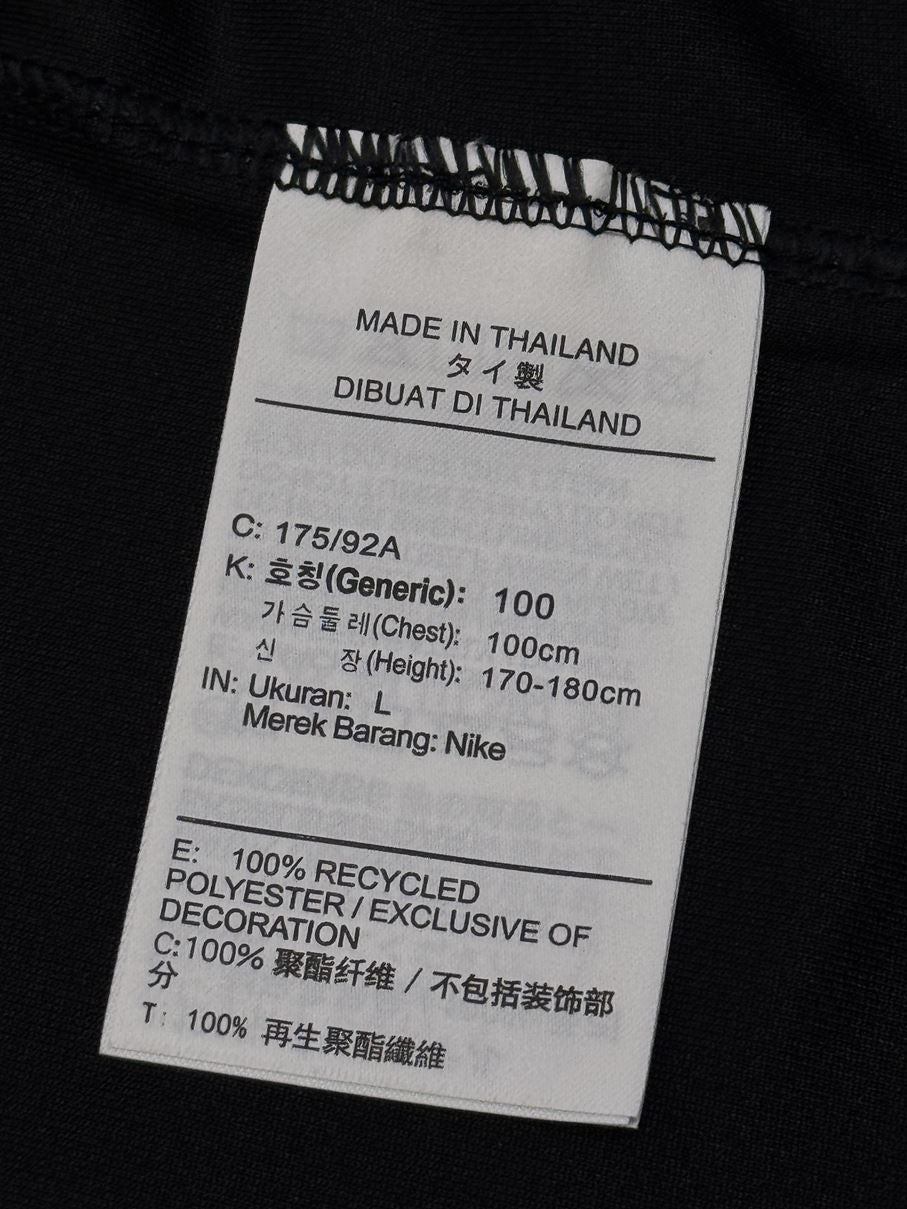 MADE IN THAILAND
タイ製
DIBUAT DI THAILAND
C: 175/92A
K: 호칭(Generic): 100
가슴둘레(Chest): 100cm
신 장(Height): 170-180cm
IN: Ukuran: L
Merek Barang: Nike
E: 100% RECYCLED
POLYESTER / EXCLUSIVE OF
DECORATION
C:100% 聚酯纤维 / 不包括装饰部
分
T: 100% 再生聚酯纖維